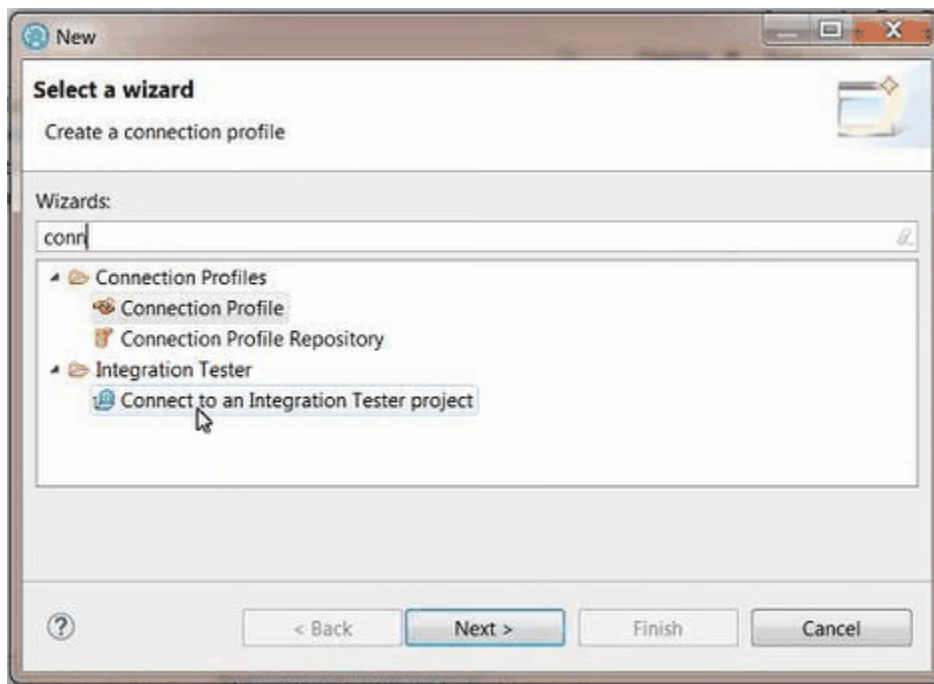 New
Select a wizard
Create a connection profile
Wizards:
conn
Connection Profiles
Connection Profile
Connection Profile Repository
Integration Tester
Connect to an Integration Tester project
?
< Back Next > Finish Cancel